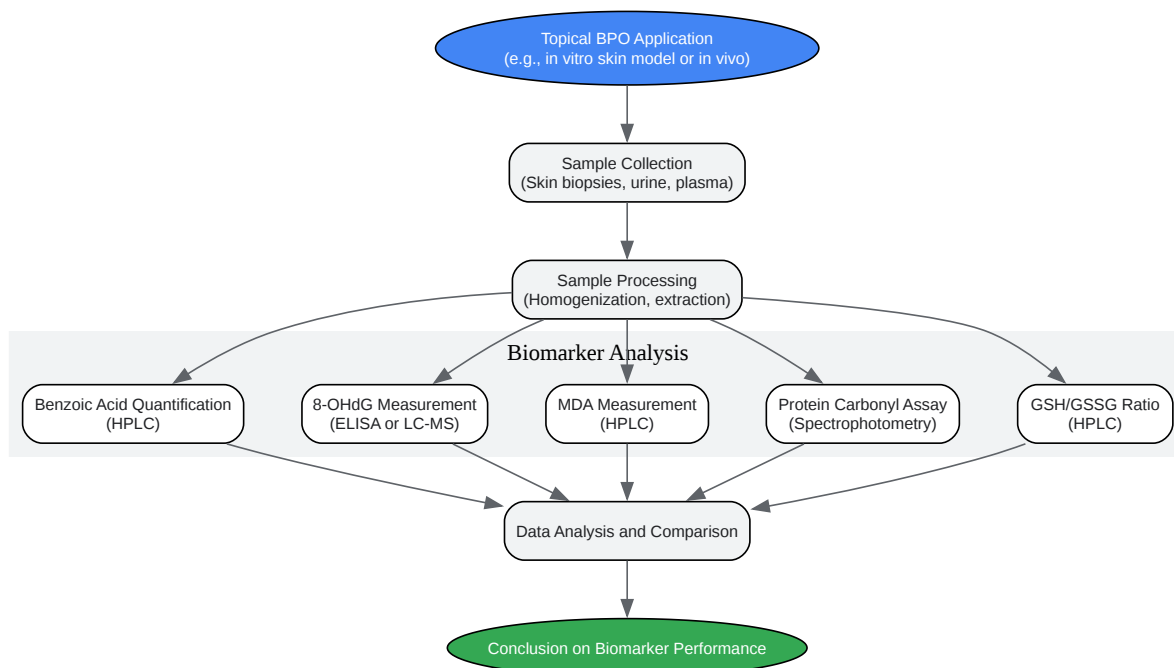 Topical BPO Application
(e.g., in vitro skin model or in vivo)
Sample Collection
(Skin biopsies, urine, plasma)
Sample Processing
(Homogenization, extraction)
Biomarker Analysis
Benzoic Acid Quantification
(HPLC)
8-OHdG Measurement
(ELISA or LC-MS)
MDA Measurement
(HPLC)
Protein Carbonyl Assay
(Spectrophotometry)
GSH/GSSG Ratio
(HPLC)
Data Analysis and Comparison
Conclusion on Biomarker Performance